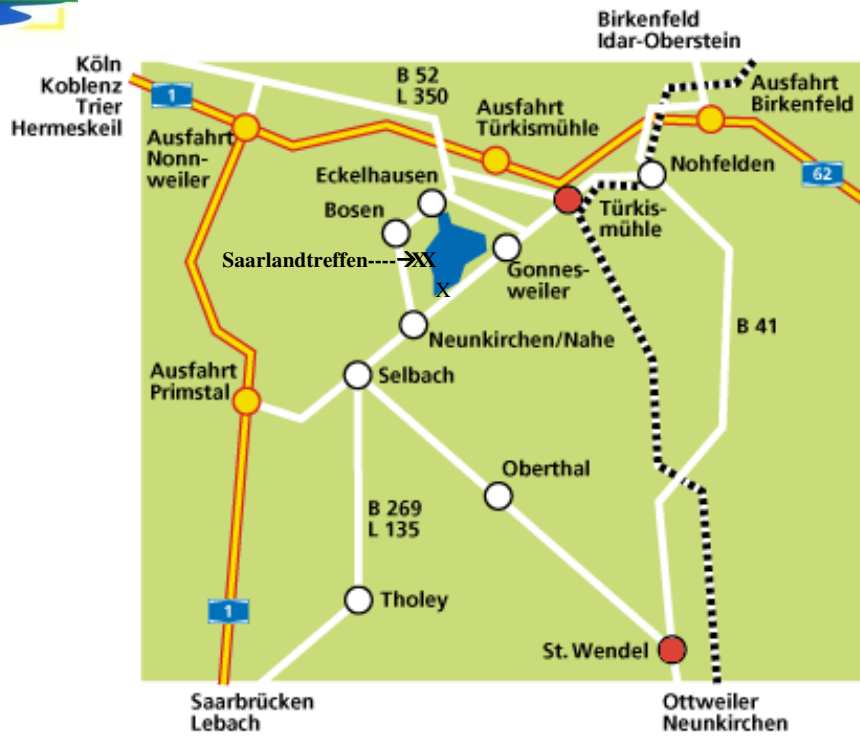 Birkenfeld
Idar-Oberstein
Köln
Koblenz
Trier
Hermeskeil
1
B 52
L 350
Ausfahrt
Türkismühle
Ausfahrt
Birkenfeld
Ausfahrt
Nonn-
weiler
Nohfelden
62
Eckelhausen
Bosen
Türkis-
mühle
Saarlandtreffen----→XX
Gonnes-
weiler
X
B 41
Neunkirchen/Nahe
Ausfahrt
Primstal
Selbach
Oberthal
B 269
L 135
Tholey
1
St. Wendel
Saarbrücken
Lebach
Ottweiler
Neunkirchen